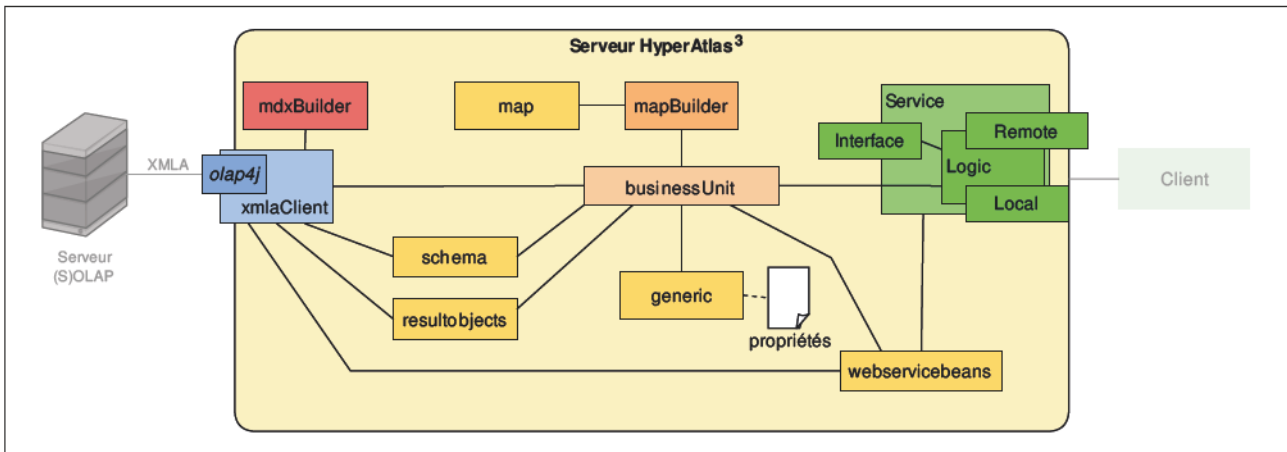 Serveur HyperAtlas³
mdxBuilder
map
mapBuilder
Service
Interface
Remote
Logic
Local
XMLA
olap4j
xmlaClient
businessUnit
Client
Serveur
(S)OLAP
schema
generic
resultobjects
propriétés
webservicebeans